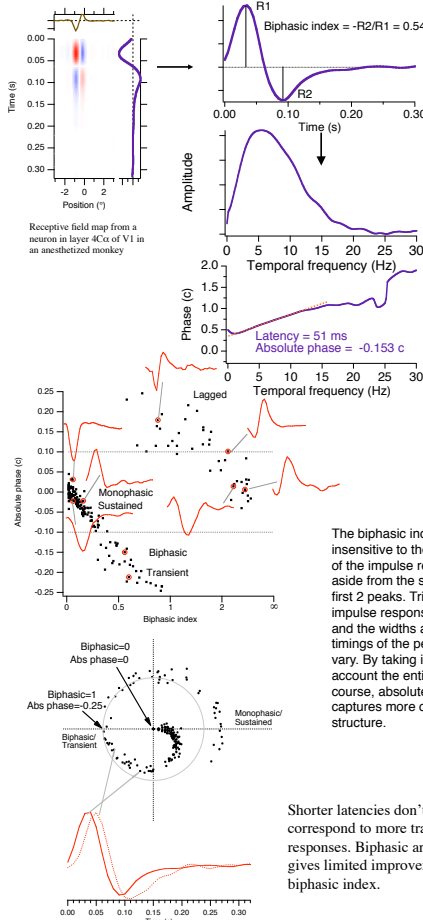 R1
Biphasic index = -R2/R1 = 0.54
R2
0.00 0.10 0.20 0.30
Time (s)
0.00
0.05
0.10
0.15
0.20
0.25
0.30
Time (s)
-2 0 2
Position (°)
Receptive field map from a
neuron in layer 4Cα of V1 in
an anesthetized monkey
Amplitude
0 5 10 15 20 25 30
Temporal frequency (Hz)
2.0
1.5
1.0
0.5
0.0
Phase (c)
Latency = 51 ms
Absolute phase = -0.153 c
0 5 10 15 20 25 30
Temporal frequency (Hz)
0.25
0.20
0.15
0.10
0.05
0.00
-0.05
-0.10
-0.15
-0.20
-0.25
Absolute phase (c)
Lagged
Monophasic
Sustained
Biphasic
Transient
0 0.5 1 2 ∞
Biphasic index
The biphasic ind
insensitive to the
of the impulse re
aside from the s
first 2 peaks. Tri
impulse respons
and the widths a
timings of the pe
vary. By taking i
account the enti
course, absolute
captures more o
structure.
Biphasic=0
Abs phase=0
Biphasic=1
Abs phase=-0.25
Biphasic/
Transient
Monophasic/
Sustained
Shorter latencies don't
correspond to more tra
responses. Biphasic an
gives limited improver
biphasic index.
0.00 0.10 0.20 0.30